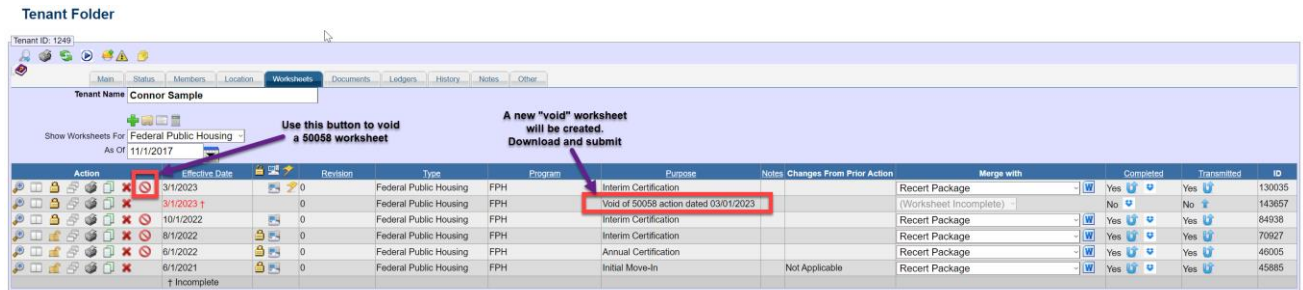 Tenant Folder
Tenant ID: 1249
Main Status Members Location Worksheets Documents Ledgers History Notes Other
Tenant Name Connor Sample
Use this button to void
a 50058 worksheet
A new "void" worksheet
will be created.
Download and submit
Show Worksheets For Federal Public Housing
As Of 11/1/2017
Action Effective Date Revision Type Program Purpose Notes Changes From Prior Action Merge with Completed Transmitted ID
3/1/2023 0 Federal Public Housing FPH Interim Certification Recert Package W Yes Yes 130035
3/1/2023 † 0 Federal Public Housing FPH Void of 50058 action dated 03/01/2023 (Worksheet Incomplete) No No 143657
10/1/2022 0 Federal Public Housing FPH Interim Certification Recert Package W Yes Yes 84938
8/1/2022 0 Federal Public Housing FPH Interim Certification Recert Package W Yes Yes 70927
6/1/2022 0 Federal Public Housing FPH Annual Certification Recert Package W Yes Yes 46005
6/1/2021 0 Federal Public Housing FPH Initial Move-In Not Applicable Recert Package W Yes Yes 45885
† Incomplete